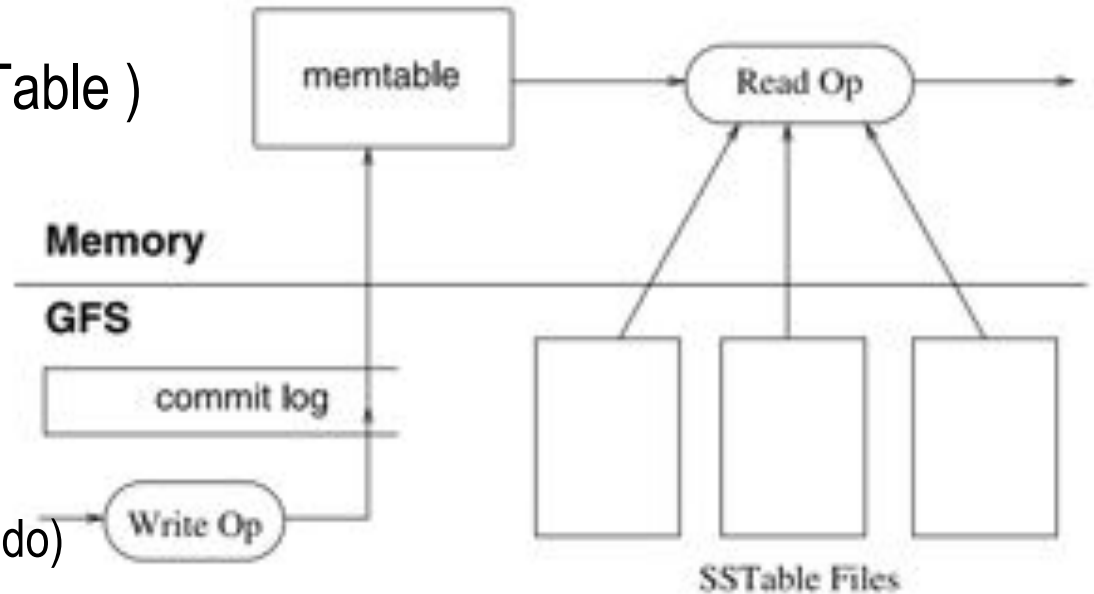 Table )
memtable
Read Op
Memory
GFS
commit log
Write Op
do)
SSTable Files